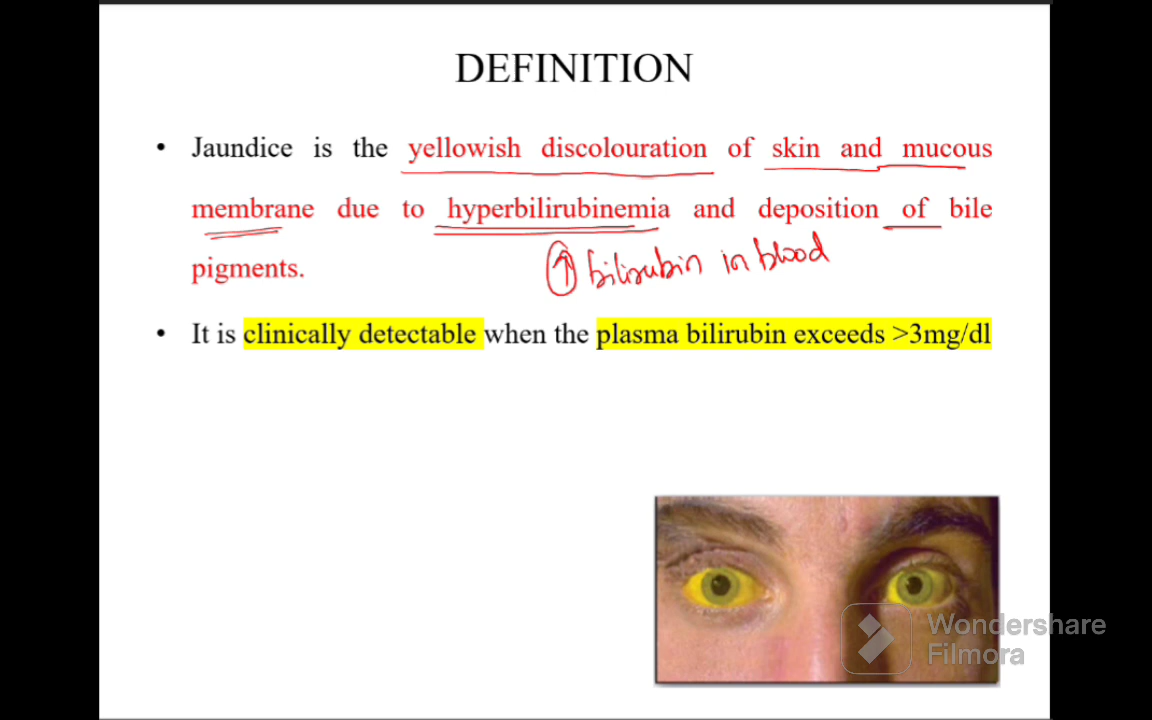 DEFINITION
• Jaundice is the yellowish discolouration of skin and mucous
membrane due to hyperbilirubinemia and deposition of bile
pigments.
↑ bilirubin in blood
• It is clinically detectable when the plasma bilirubin exceeds >3mg/dl
Wondershare
Filmora